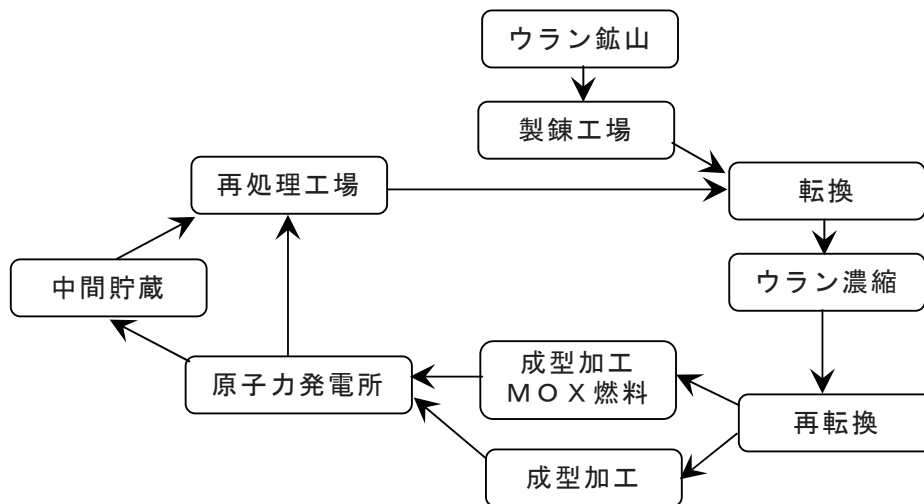 ウラン鉱山
製錬工場
再処理工場
転換
中間貯蔵
ウラン濃縮
原子力発電所
成型加工
ＭＯＸ燃料
再転換
成型加工